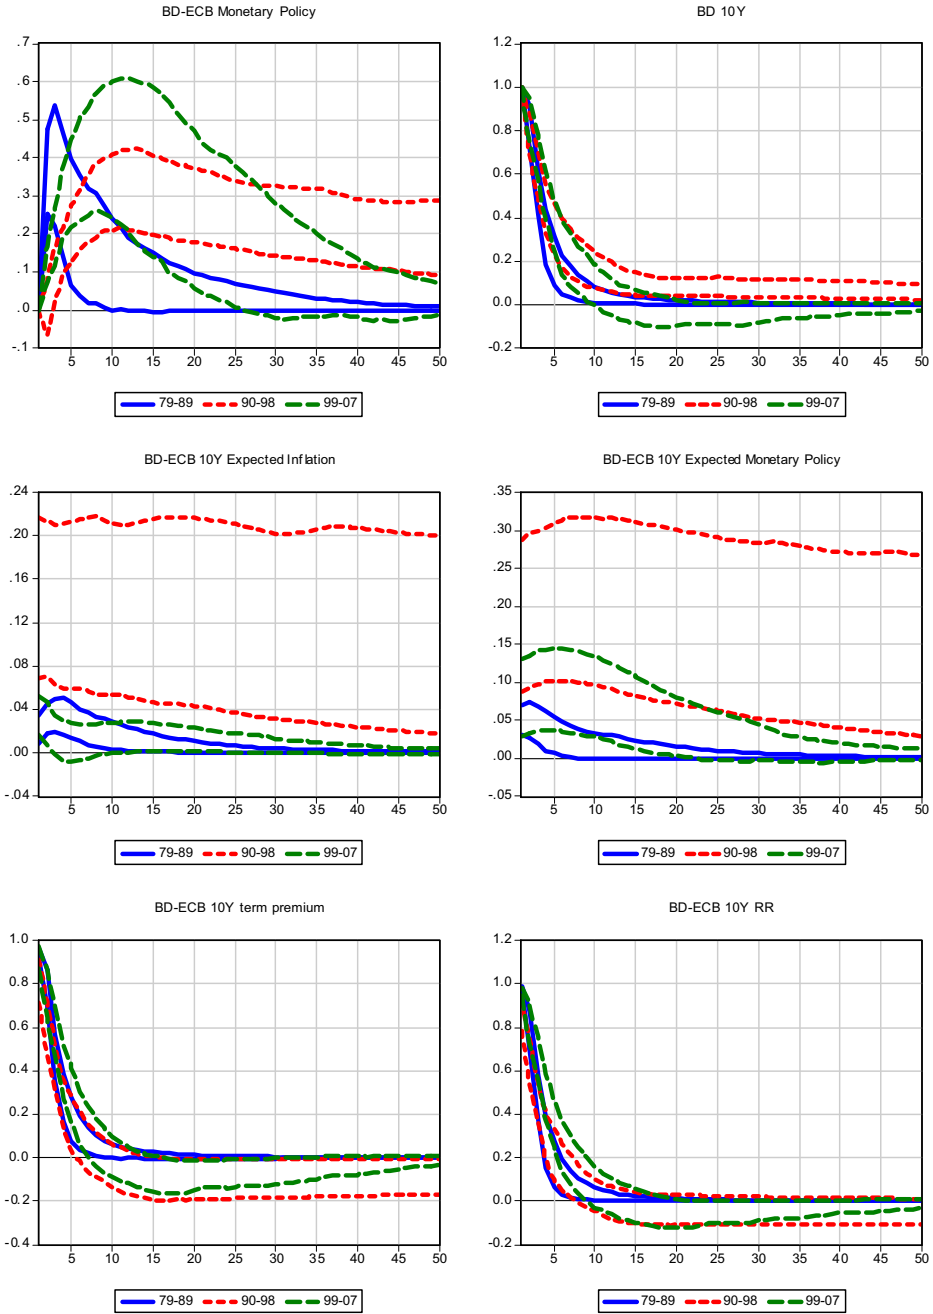 BD-ECB Monetary Policy
.7
.6
.5
.4
.3
.2
.1
.0
-.1
5 10 15 20 25 30 35 40 45 50
79-89 90-98 99-07
BD 10Y
1.2
1.0
0.8
0.6
0.4
0.2
0.0
-0.2
5 10 15 20 25 30 35 40 45 50
79-89 90-98 99-07
BD-ECB 10Y Expected Inflation
.24
.20
.16
.12
.08
.04
.00
-.04
5 10 15 20 25 30 35 40 45 50
79-89 90-98 99-07
BD-ECB 10Y Expected Monetary Policy
.35
.30
.25
.20
.15
.10
.05
.00
-.05
5 10 15 20 25 30 35 40 45 50
79-89 90-98 99-07
BD-ECB 10Y term premium
1.0
0.8
0.6
0.4
0.2
0.0
-0.2
-0.4
5 10 15 20 25 30 35 40 45 50
79-89 90-98 99-07
BD-ECB 10Y RR
1.2
1.0
0.8
0.6
0.4
0.2
0.0
-0.2
5 10 15 20 25 30 35 40 45 50
79-89 90-98 99-07